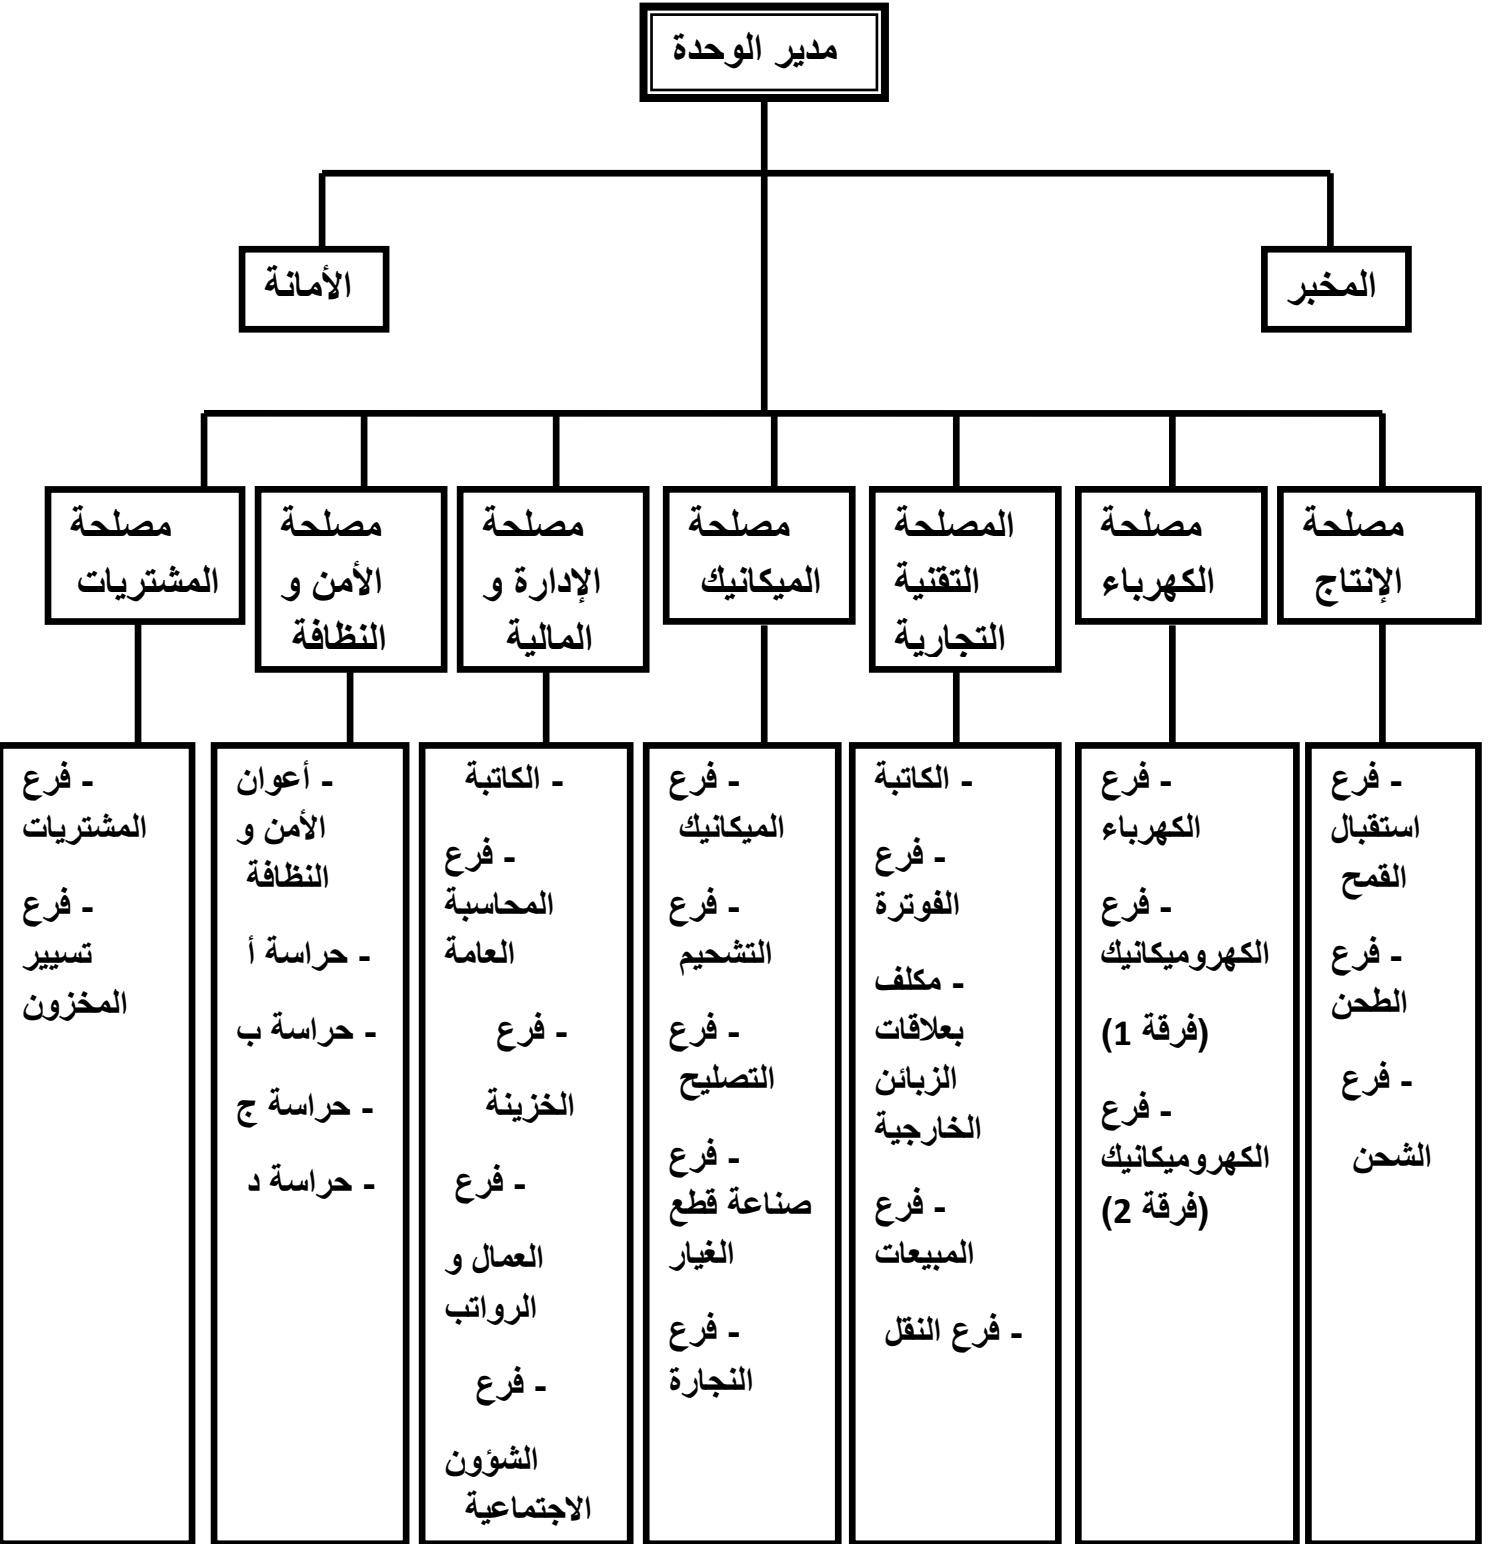 مدير الوحدة
المخبر
الأمانة
مصلحة
الإنتاج
مصلحة
الكهرباء
المصلحة
التقنية
التجارية
مصلحة
الميكانيك
مصلحة
الإدارة و
المالية
مصلحة
الأمن و
النظافة
مصلحة
المشتريات
- فرع
استقبال
القمح
- فرع
الطحن
- فرع
الشحن
- فرع
الكهرباء
- فرع
الكهروميكانيك
(فرقة 1)
- فرع
الكهروميكانيك
(فرقة 2)
- الكاتبة
- فرع
الفوترة
- مكلف
بعلاقات
الزبائن
الخارجية
- فرع
المبيعات
- فرع النقل
- فرع
الميكانيك
- فرع
التشحيم
- فرع
التصليح
- فرع
صناعة قطع
الغيار
- فرع
النجارة
- الكاتبة
- فرع
المحاسبة
العامة
- فرع
الخزينة
- فرع
العمال و
الرواتب
- فرع
الشؤون
الاجتماعية
- أعوان
الأمن و
النظافة
- حراسة أ
- حراسة ب
- حراسة ج
- حراسة د
- فرع
المشتريات
- فرع
تسيير
المخزون